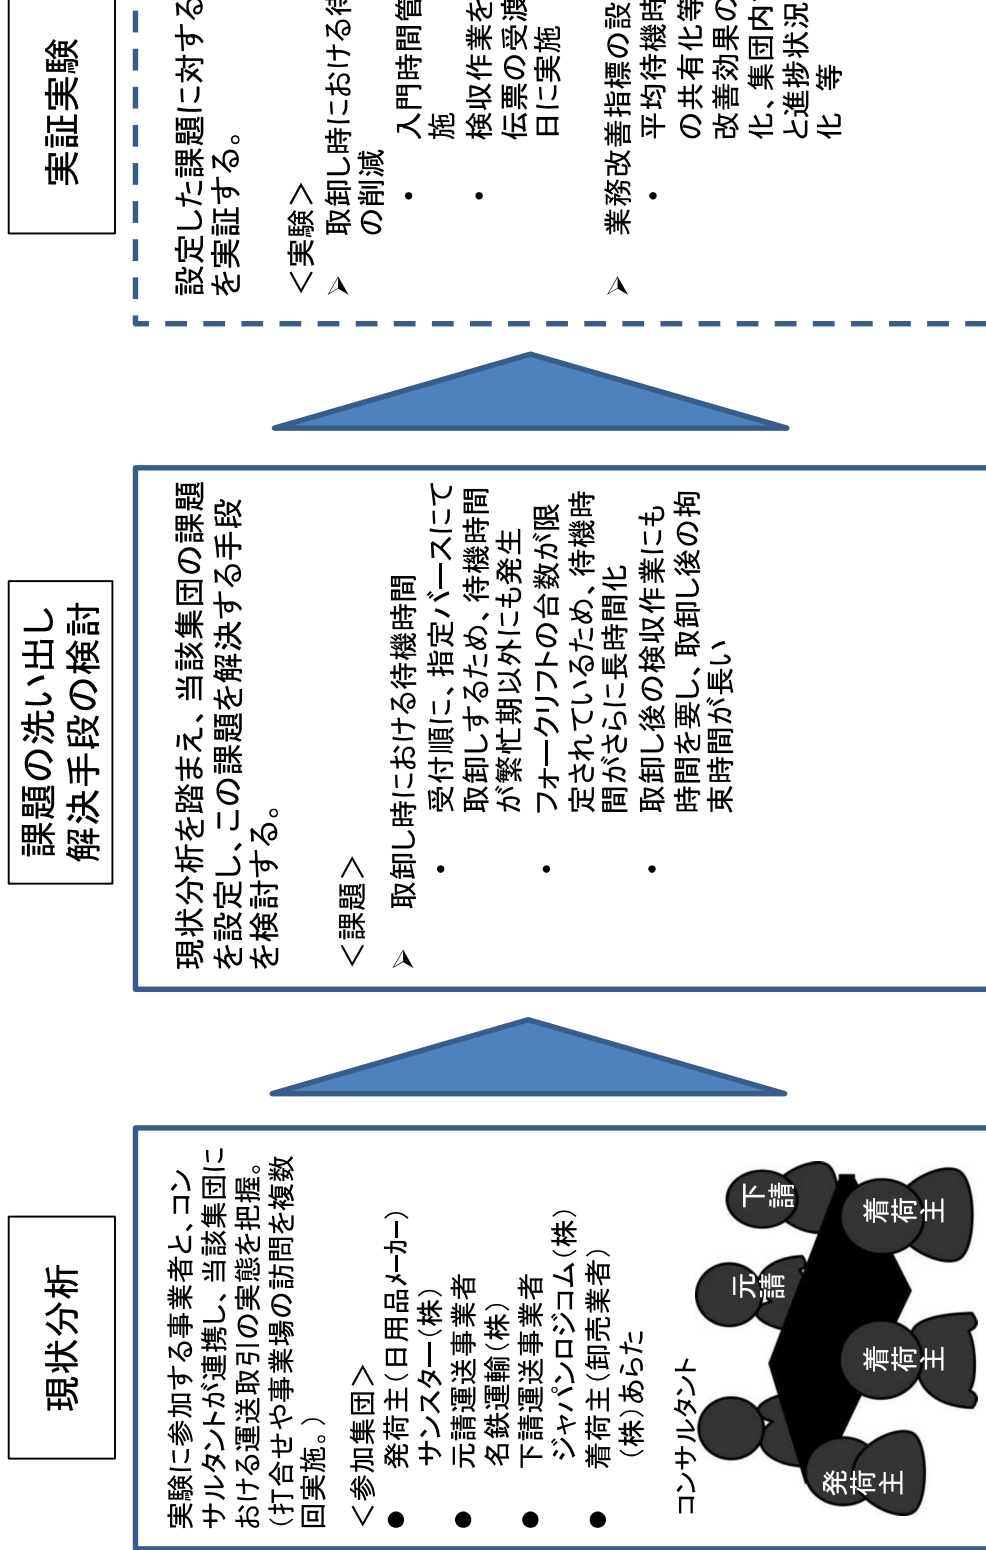 現状分析
実験に参加する事業者と、コン
サルタントが連携し、当該集団に
おける運送取引の実態を把握。
(打合せや事業場の訪問を複数
回実施。)
＜参加集団＞
● 発荷主(日用品メーカー)
サンスター(株)
● 元請運送事業者
名鉄運輸(株)
● 下請運送事業者
ジャパンロジコム(株)
● 着荷主(卸売業者)
(株)あらた
コンサルタント
元請
下請
発荷主
着荷主
着荷主
課題の洗い出し
解決手段の検討
現状分析を踏まえ、当該集団の課題
を設定し、この課題を解決する手段
を検討する。
＜課題＞
➢ 取卸し時における待機時間
・ 受付順に、指定バースにて
取卸しするため、待機時間
が繁忙期以外にも発生
・ フォークリフトの台数が限
定されているため、待機時
間がさらに長時間化
・ 取卸し後の検収作業にも
時間を要し、取卸し後の拘
束時間が長い
実証実験
設定した課題に対する
を実証する。
＜実験＞
➢ 取卸し時における待
の削減
・ 入門時間管
施
・ 検収作業を
伝票の受渡
日に実施
➢ 業務改善指標の設
・ 平均待機時
の共有化等
改善効果の
化、集団内
と進捗状況
化 等